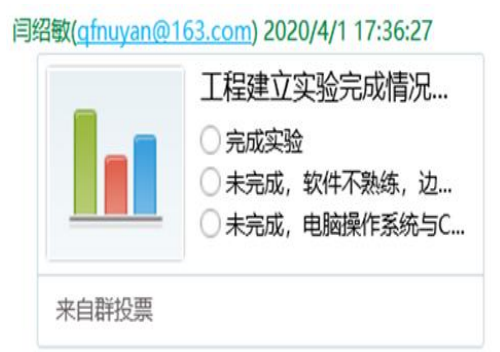 闫绍敏(qfnuyan@163.com) 2020/4/1 17:36:27
工程建立实验完成情况...
完成实验
未完成，软件不熟练，边...
未完成，电脑操作系统与C...
来自群投票